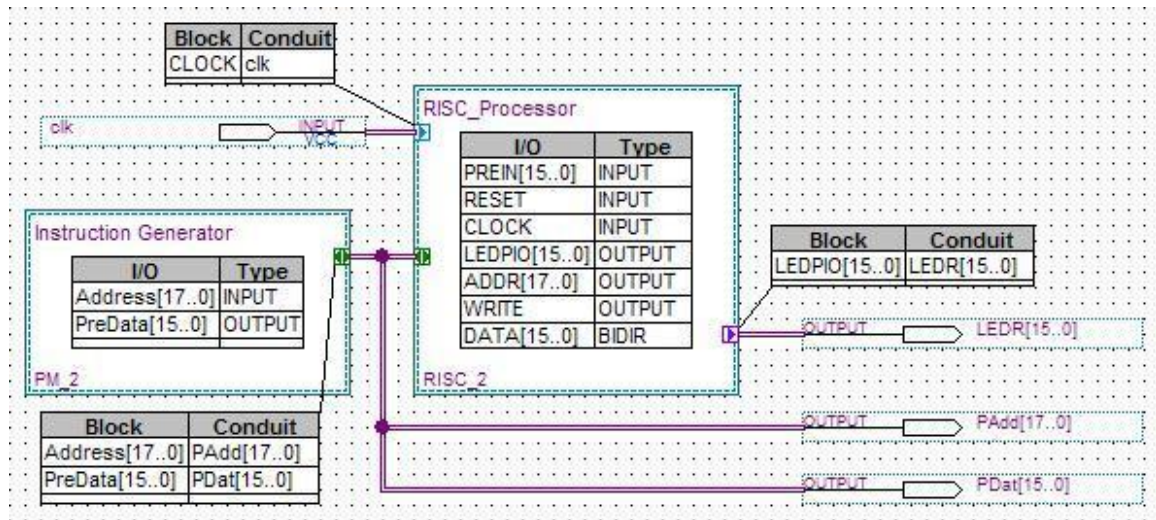 Block Conduit
CLOCK clk
clk
INPUT
VCC
RISC_Processor
I/O Type
PREIN[15..0] INPUT
RESET INPUT
CLOCK INPUT
LEDPIO[15..0] OUTPUT
ADDR[17..0] OUTPUT
WRITE OUTPUT
DATA[15..0] BIDIR
RISC_2
Instruction Generator
I/O Type
Address[17..0] INPUT
PreData[15..0] OUTPUT
PM_2
Block Conduit
Address[17..0] PAdd[17..0]
PreData[15..0] PDat[15..0]
Block Conduit
LEDPIO[15..0] LEDR[15..0]
OUTPUT LEDR[15..0]
OUTPUT PAdd[17..0]
OUTPUT PDat[15..0]